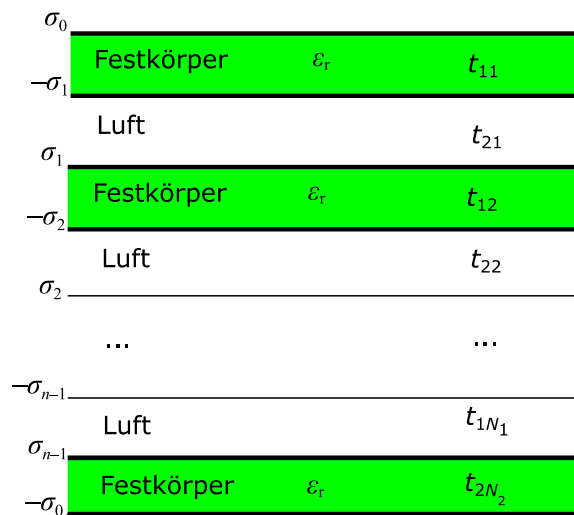 σ₀
Festkörper εᵣ t₁₁
−σ₁
Luft t₂₁
σ₁
Festkörper εᵣ t₁₂
−σ₂
Luft t₂₂
σ₂
... ...
−σₙ₋₁
Luft t₁N₁
σₙ₋₁
Festkörper εᵣ t₂N₂
−σ₀